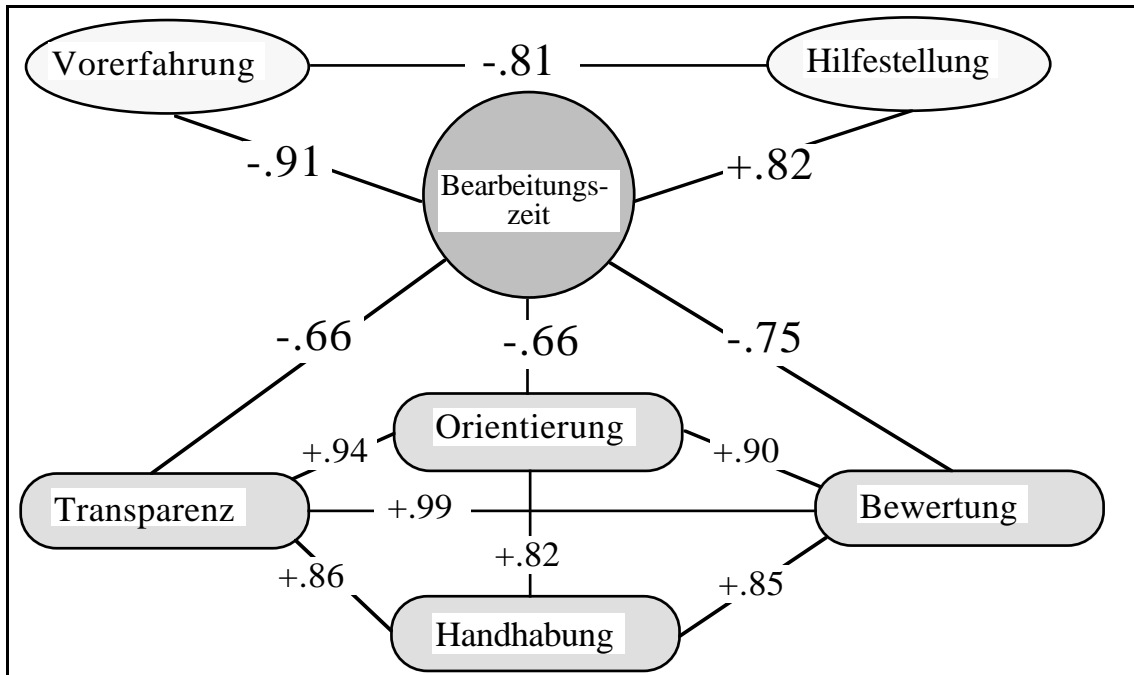 Vorerfahrung
-.81
Hilfestellung
-.91
+.82
Bearbeitungs-
zeit
-.66
-.66
-.75
Orientierung
+.94
+.90
Transparenz
+.99
Bewertung
+.82
+.86
+.85
Handhabung